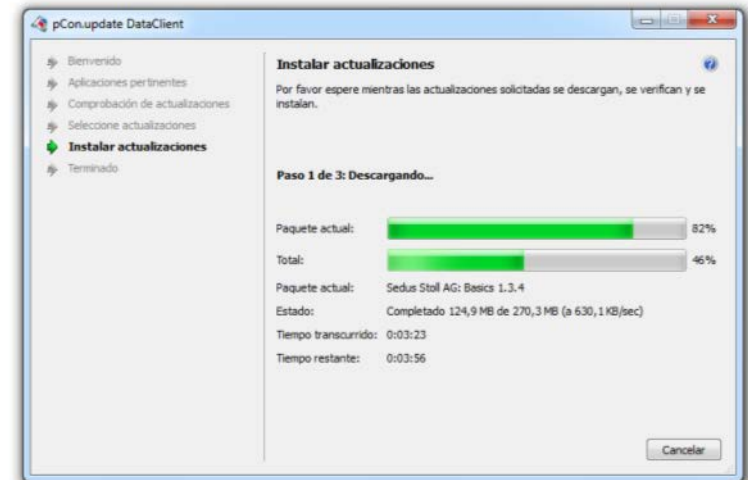 pCon.update DataClient
Bienvenido
Aplicaciones pertinentes
Comprobación de actualizaciones
Seleccione actualizaciones
Instalar actualizaciones
Terminado
Instalar actualizaciones
Por favor espere mientras las actualizaciones solicitadas se descargan, se verifican y se
instalan.
Paso 1 de 3: Descargando...
Paquete actual: 82%
Total: 46%
Paquete actual: Sedus Stoll AG: Basics 1.3.4
Estado: Completado 124,9 MB de 270,3 MB (a 630,1 KB/sec)
Tiempo transcurrido: 0:03:23
Tiempo restante: 0:03:56
Cancelar